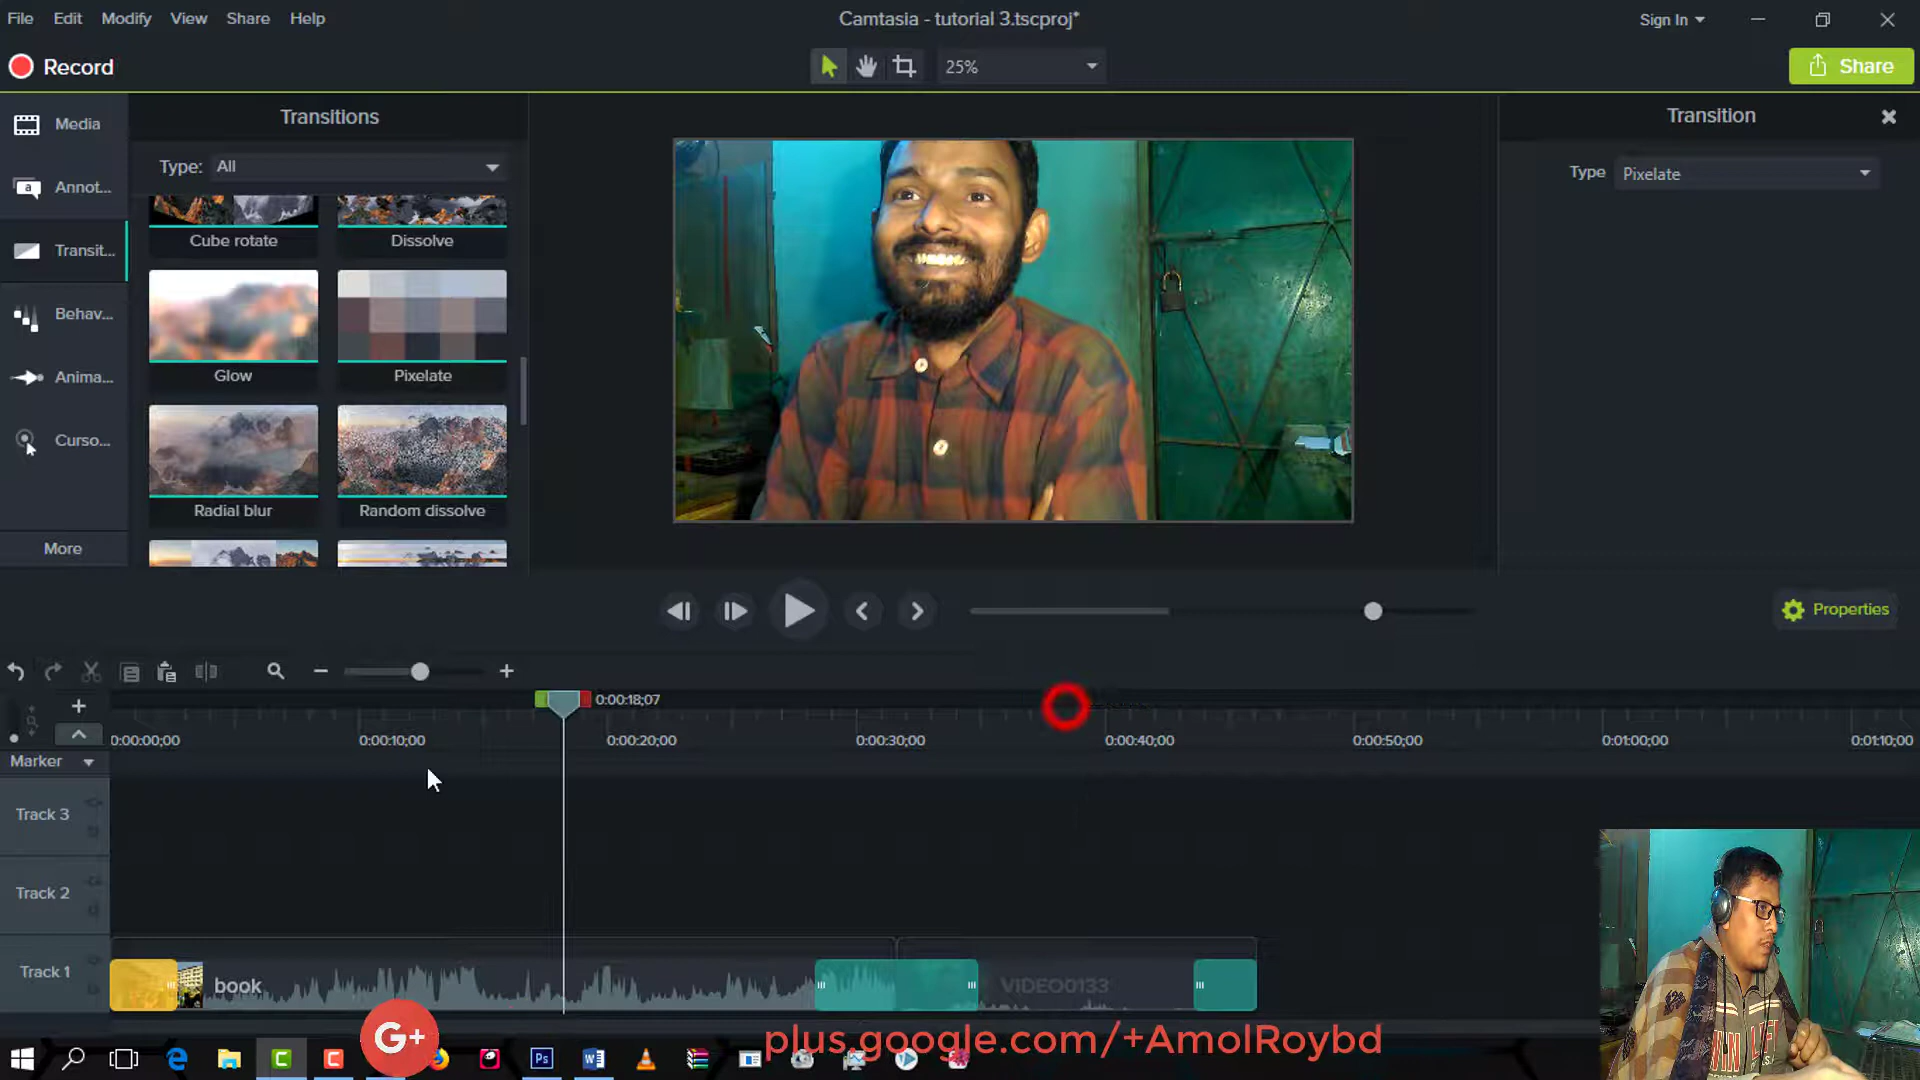 File Edit Modify View Share Help
Camtasia - tutorial 3.tscproj*
Sign In
Record
25%
Share
Media
Annot...
Transit...
Behav...
Anima...
Curso...
More
Transitions
Type: All
Cube rotate
Dissolve
Glow
Pixelate
Radial blur
Random dissolve
Transition
Type Pixelate
Properties
0:00:18;07
0:00:00;00 0:00:10;00 0:00:20;00 0:00:30;00 0:00:40;00 0:00:50;00 0:01:00;00 0:01:10;00
Marker
Track 3
Track 2
Track 1
book
VIDEO0133
G+
plus.google.com/+AmolRoybd